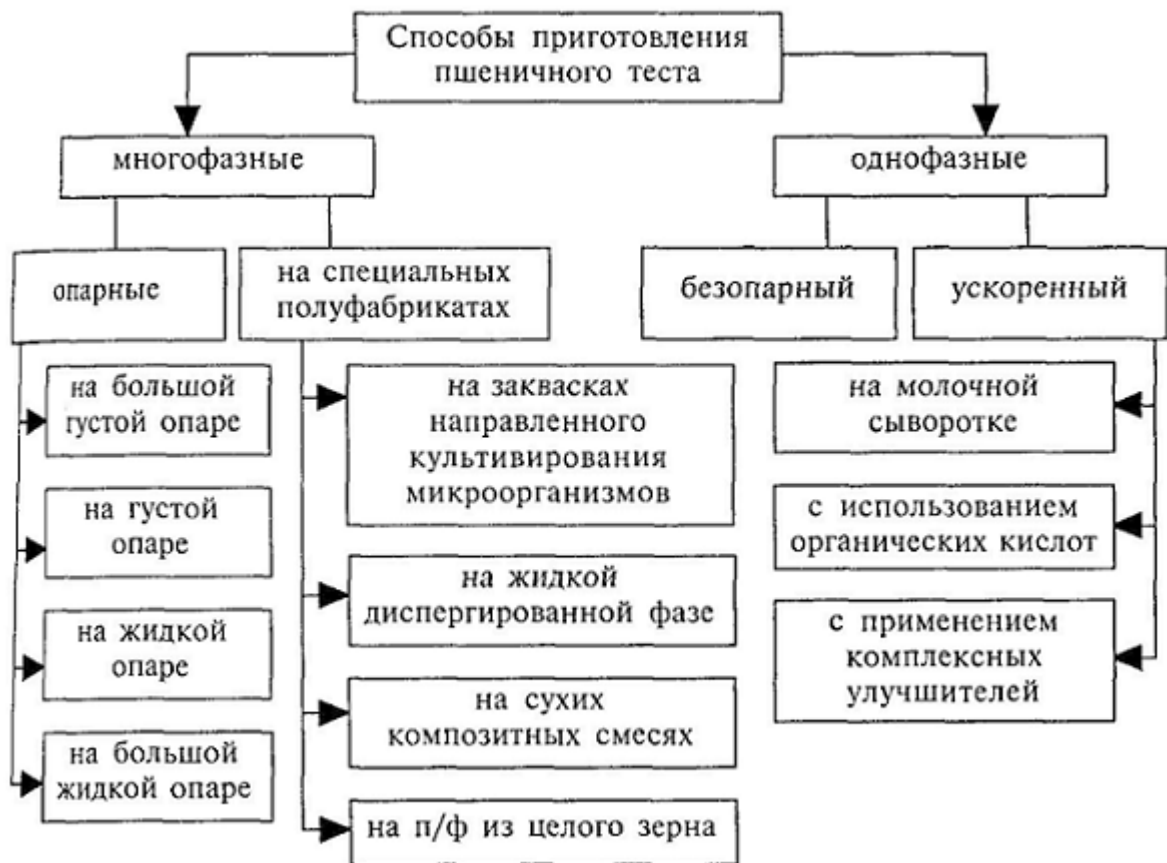 Способы приготовления
пшеничного теста
многофазные
однофазные
опарные
на специальных
полуфабрикатах
безопарный
ускоренный
на большой
густой опаре
на густой
опаре
на жидкой
опаре
на большой
жидкой опаре
на заквасках
направленного
культивирования
микроорганизмов
на жидкой
диспергированной фазе
на сухих
композитных смесях
на п/ф из целого зерна
на молочной
сыворотке
с использованием
органических кислот
с применением
комплексных
улучшителей